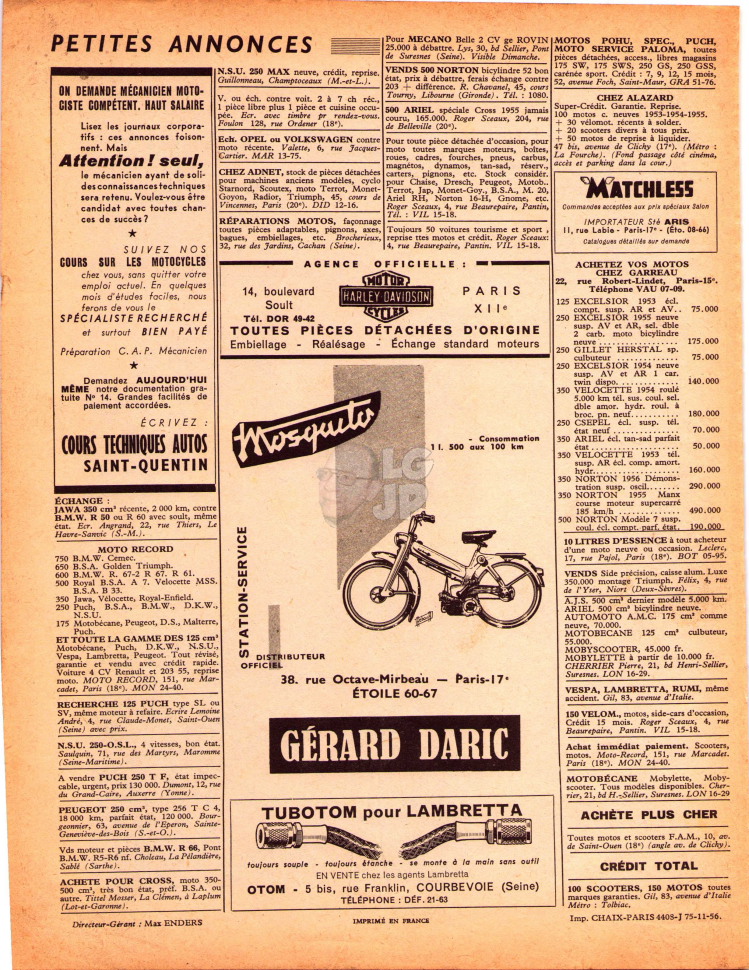 PETITES ANNONCES
ON DEMANDE MÉCANICIEN MOTO-
CISTE COMPÉTENT. HAUT SALAIRE
Lisez les journaux corpora-
tifs : ces annonces foison-
nent. Mais
Attention ! seul,
le mécanicien ayant de soli-
des connaissances techniques
sera retenu. Voulez-vous être
candidat avec toutes chan-
ces de succès ?
★
SUIVEZ NOS
COURS SUR LES MOTOCYCLES
chez vous, sans quitter votre
emploi actuel. En quelques
mois d'études faciles, nous
ferons de vous le
SPÉCIALISTE RECHERCHÉ
et surtout BIEN PAYÉ
Préparation C. A. P. Mécanicien
★
Demandez AUJOURD'HUI
MÊME notre documentation gra-
tuite N° 14. Grandes facilités de
paiement accordées.
ÉCRIVEZ :
COURS TECHNIQUES AUTOS
SAINT-QUENTIN
ÉCHANGE :
JAWA 350 cm³ récente, 2 000 km, contre
B.M.W. R 50 ou R 60 avec soult, même
état. Ecr. Angrand, 22, rue Thiers, Le
Havre-Sanvic (S.-M.).
MOTO RECORD
750 B.M.W. Cemec.
650 B.S.A. Golden Triumph.
600 B.M.W. R. 67-2 R 67. R 61.
500 Royal B.S.A. A 7. Velocette MSS.
B.S.A. B 33.
350 Jawa, Vélocette, Royal-Enfield.
250 Puch, B.S.A., B.M.W., D.K.W.,
N.S.U.
175 Motobécane, Peugeot, D.S., Malterre,
Puch.
ET TOUTE LA GAMME DES 125 cm³
Motobécane, Puch, D.K.W., N.S.U.,
Vespa, Lambretta, Peugeot. Tout révisé,
garantie et vendu avec crédit rapide.
Voiture 4 CV Renault et 203 55, reprise
moto. MOTO RECORD, 151, rue Mar-
cadet, Paris (18e). MON 24-40.
RECHERCHE 125 PUCH type SL ou
SV, même moteur à refaire. Ecrire Lemoine
André, 4, rue Claude-Monet, Saint-Ouen
(Seine) avec prix.
N.S.U. 250-O.S.L., 4 vitesses, bon état.
Saulquin, 71, rue des Martyrs, Maromme
(Seine-Maritime).
A vendre PUCH 250 T F, état impec-
cable, urgent, prix 130 000. Dumont, 12, rue
du Grand-Caire, Auxerre (Yonne).
PEUGEOT 250 cm³, type 256 T C 4,
18 000 km, parfait état, 120 000. Bour-
geonnier, 63, avenue de l'Eperon, Sainte-
Geneviève-des-Bois (S.-et-O.).
Vds moteur et pièces B.M.W. R 66, Pont
B.M.W. R5-R6 nf. Choleau, La Pélandière,
Sablé (Sarthe).
ACHETE POUR CROSS, moto 350-
500 cm³, très bon état, préf. B.S.A. ou
autre. Tittel Mosser, La Clémen, à Laplum
(Lot-et-Garonne).
Directeur-Gérant : Max ENDERS
N.S.U. 250 MAX neuve, crédit, reprise.
Guillonneau, Champtoceaux (M.-et-L.).
V. ou éch. contre voit. 2 à 7 ch réc.,
1 pièce libre plus 1 pièce et cuisine occu-
pée. Ecr. avec timbre pr rendez-vous.
Foulon 128, rue Ordener (18e).
Ech. OPEL ou VOLKSWAGEN contre
moto récente. Valette, 6, rue Jacques-
Cartier. MAR 13-75.
CHEZ ADNET, stock de pièces détachées
pour machines anciens modèles, cyclo
Starnord, Scoutex, moto Terrot, Monet-
Goyon, Radior, Triumph, 45, cours de
Vincennes, Paris (20e). DID 12-16.
RÉPARATIONS MOTOS, façonnage
toutes pièces adaptables, pignons, axes,
bagues, embiellages, etc. Brocherieux,
32, rue des Jardins, Cachan (Seine).
Pour MECANO Belle 2 CV ge ROVIN
25.000 à débattre. Lys, 30, bd Sellier, Pont
de Suresnes (Seine). Visible Dimanche.
VENDS 500 NORTON bicylindre 52 bon
état, prix à débattre, ferais échange contre
203 + différence. R. Chavanel, 45, cours
Tourny, Libourne (Gironde). Tél. : 1080.
500 ARIEL spéciale Cross 1955 jamais
couru, 165.000. Roger Sceaux, 204, rue
de Belleville (20e).
Pour toute pièce détachée d'occasion, pour
moto toutes marques moteurs, boîtes,
roues, cadres, fourches, pneus, carbus,
magnétos, dynamos, tan-sad, réserv.,
carters, pignons, etc. Stock considér.
pour Chaise, Dresch, Peugeot, Motob..
Terrot, Jap, Monet-Goy., B.S.A., M. 20,
Ariel RH, Norton 16-H, Gnome, etc.
Roger Sceaux, 4, rue Beaurepaire, Pantin,
Tél. : VIL 15-18.
Toujours 50 voitures tourisme et sport ,
reprise ttes motos et crédit. Roger Sceaux:
4, rue Beaurepaire, Pantin. VIL 15-18.
AGENCE OFFICIELLE :
14, boulevard
Soult
Tél. DOR 49-42
MOTOR
HARLEY-DAVIDSON
CYCLES
PARIS
XIIe
TOUTES PIÈCES DÉTACHÉES D'ORIGINE
Embiellage - Réalésage - Échange standard moteurs
Mosquito
- Consommation
1 l. 500 aux 100 km
LG
JP
STATION-SERVICE
DISTRIBUTEUR
OFFICIEL
38. rue Octave-Mirbeau — Paris-17e
ÉTOILE 60-67
GÉRARD DARIC
TUBOTOM pour LAMBRETTA
toujours souple - toujours étanche - se monte à la main sans outil
EN VENTE chez les agents Lambretta
OTOM - 5 bis, rue Franklin, COURBEVOIE (Seine)
TÉLÉPHONE : DÉF. 21-63
IMPRIMÉ EN FRANCE
MOTOS POHU, SPEC., PUCH,
MOTO SERVICE PALOMA, toutes
pièces détachées, access., libres magasins
175 SW, 175 SWS, 250 GS, 250 GSS,
carénée sport. Crédit : 7, 9, 12, 15 mois,
52, avenue Foch, Saint-Maur, GRA 51-76.
CHEZ ALAZARD
Super-Crédit. Garantie. Reprise.
100 motos c. neuves 1953-1954-1955.
+ 30 vélomot. récents à solder.
+ 20 scooters divers à tous prix.
+ 50 motos de reprise à liquider.
47 bis, avenue de Clichy (17e). (Métro :
La Fourche). (Fond passage côté cinéma,
accès et parking dans la cour.)
MATCHLESS
Commandes acceptées aux prix spéciaux Salon
IMPORTATEUR Sté ARIS
11, rue Labie - Paris-17e - (Éto. 08-66)
Catalogues détaillés sur demande
ACHETEZ VOS MOTOS
CHEZ GARREAU
22, rue Robert-Lindet, Paris-15e.
Téléphone VAU 07-09.
125 EXCELSIOR 1953 écl.
compt. susp. AR et AV.. 75.000
250 EXCELSIOR 1955 neuve
susp. AV et AR, sel. dble
2 carb. moto bicylindre
neuve .................. 175.000
250 GILLET HERSTAL sp.
culbuteur .............. 75.000
250 EXCELSIOR 1954 neuve
susp. AV et AR 1 car.
twin dispo. ............. 140.000
350 VELOCETTE 1954 roulé
5.000 km tél. sus. coul. sel.
dble amor. hydr. roul. à
broc. pn. neuf ........... 180.000
250 CSEPEL écl. susp. tél.
état neuf ................ 70.000
350 ARIEL écl. tan-sad parfait
état ..................... 50.000
350 VELOCETTE 1953 tél.
susp. AR écl. comp. amort.
hydr..................... 160.000
350 NORTON 1956 Démons-
tration susp. oscil....... 290.000
350 NORTON 1955 Manx
course moteur supercarré
185 km/h ................ 490.000
500 NORTON Modèle 7 susp.
coul. écl. compt. parf. état. 190.000
10 LITRES D'ESSENCE à tout acheteur
d'une moto neuve ou occasion. Leclerc,
17, rue Pajol, Paris (18e). BOT 05-95.
VENDS Side précision, caisse alum. Luxe
350.000 montage Triumph. Félix, 4, rue
de l'Yser, Niort (Deux-Sèvres).
A.J.S. 500 cm³ dernier modèle 5.000 km.
ARIEL 500 cm³ bicylindre neuve.
AUTOMOTO A.M.C. 175 cm³ comme
neuve, 70.000.
MOTOBECANE 125 cm³ culbuteur,
55.000.
MOBYSCOOTER, 45.000 fr.
MOBYLETTE à partir de 10.000 fr.
CHERRIER Pierre, 21, bd Henri-Sellier,
Suresnes. LON 16-29.
VESPA, LAMBRETTA, RUMI, même
accident. Gil, 83, avenue d'Italie.
150 VELOM., motos, side-cars d'occasion,
Crédit 15 mois. Roger Sceaux, 4, rue
Beaurepaire, Pantin. VIL 15-18.
Achat immédiat paiement. Scooters,
motos. Moto-Record, 151, rue Marcadet.
Paris (18e). MON 24-40.
MOTOBÉCANE Mobylette, Moby-
scooter. Tous modèles disponibles. Cher-
rier, 21, bd H.-Sellier, Suresnes. LON 16-29
ACHÈTE PLUS CHER
Toutes motos et scooters F.A.M., 10, av.
de Saint-Ouen (18e) (angle av. de Clichy).
CRÉDIT TOTAL
100 SCOOTERS, 150 MOTOS toutes
marques garanties. Gil, 83, avenue d'Italie
Métro : Tolbiac.
Imp. CHAIX-PARIS 4408-J 75-11-56.